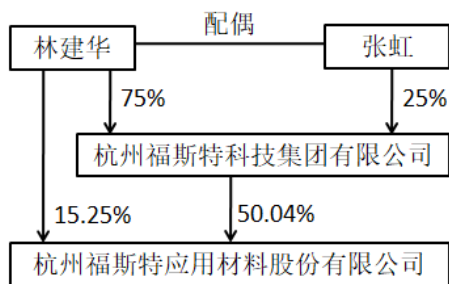 配偶
林建华
张虹
75%
25%
杭州福斯特科技集团有限公司
15.25%
50.04%
杭州福斯特应用材料股份有限公司